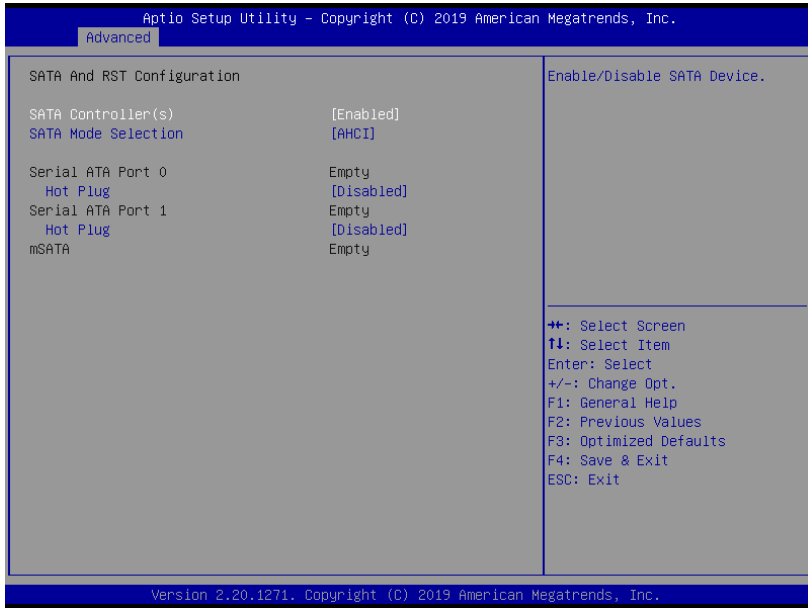 Aptio Setup Utility – Copyright (C) 2019 American Megatrends, Inc.
Advanced
SATA And RST Configuration
SATA Controller(s) [Enabled]
SATA Mode Selection [AHCI]
Serial ATA Port 0 Empty
Hot Plug [Disabled]
Serial ATA Port 1 Empty
Hot Plug [Disabled]
mSATA Empty
Enable/Disable SATA Device.
→←: Select Screen
↑↓: Select Item
Enter: Select
+/-: Change Opt.
F1: General Help
F2: Previous Values
F3: Optimized Defaults
F4: Save & Exit
ESC: Exit
Version 2.20.1271. Copyright (C) 2019 American Megatrends, Inc.